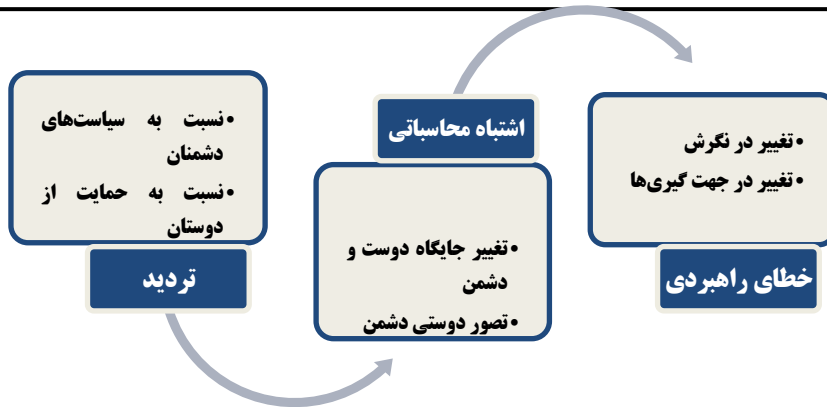 •نسبت به سیاست‌های
دشمنان
•نسبت به حمایت از
دوستان
تردید
اشتباه محاسباتی
•تغییر جایگاه دوست و
دشمن
•تصور دوستی دشمن
•تغییر در نگرش
•تغییر در جهت گیری‌ها
خطای راهبردی